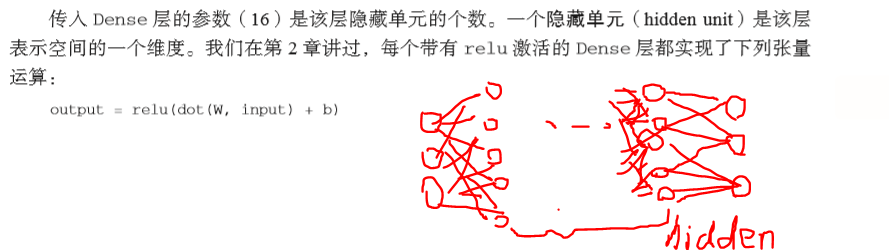 传入 Dense 层的参数（16）是该层隐藏单元的个数。一个隐藏单元（hidden unit）是该层
表示空间的一个维度。我们在第 2 章讲过，每个带有 relu 激活的 Dense 层都实现了下列张量
运算：
output = relu(dot(W, input) + b)
hidden